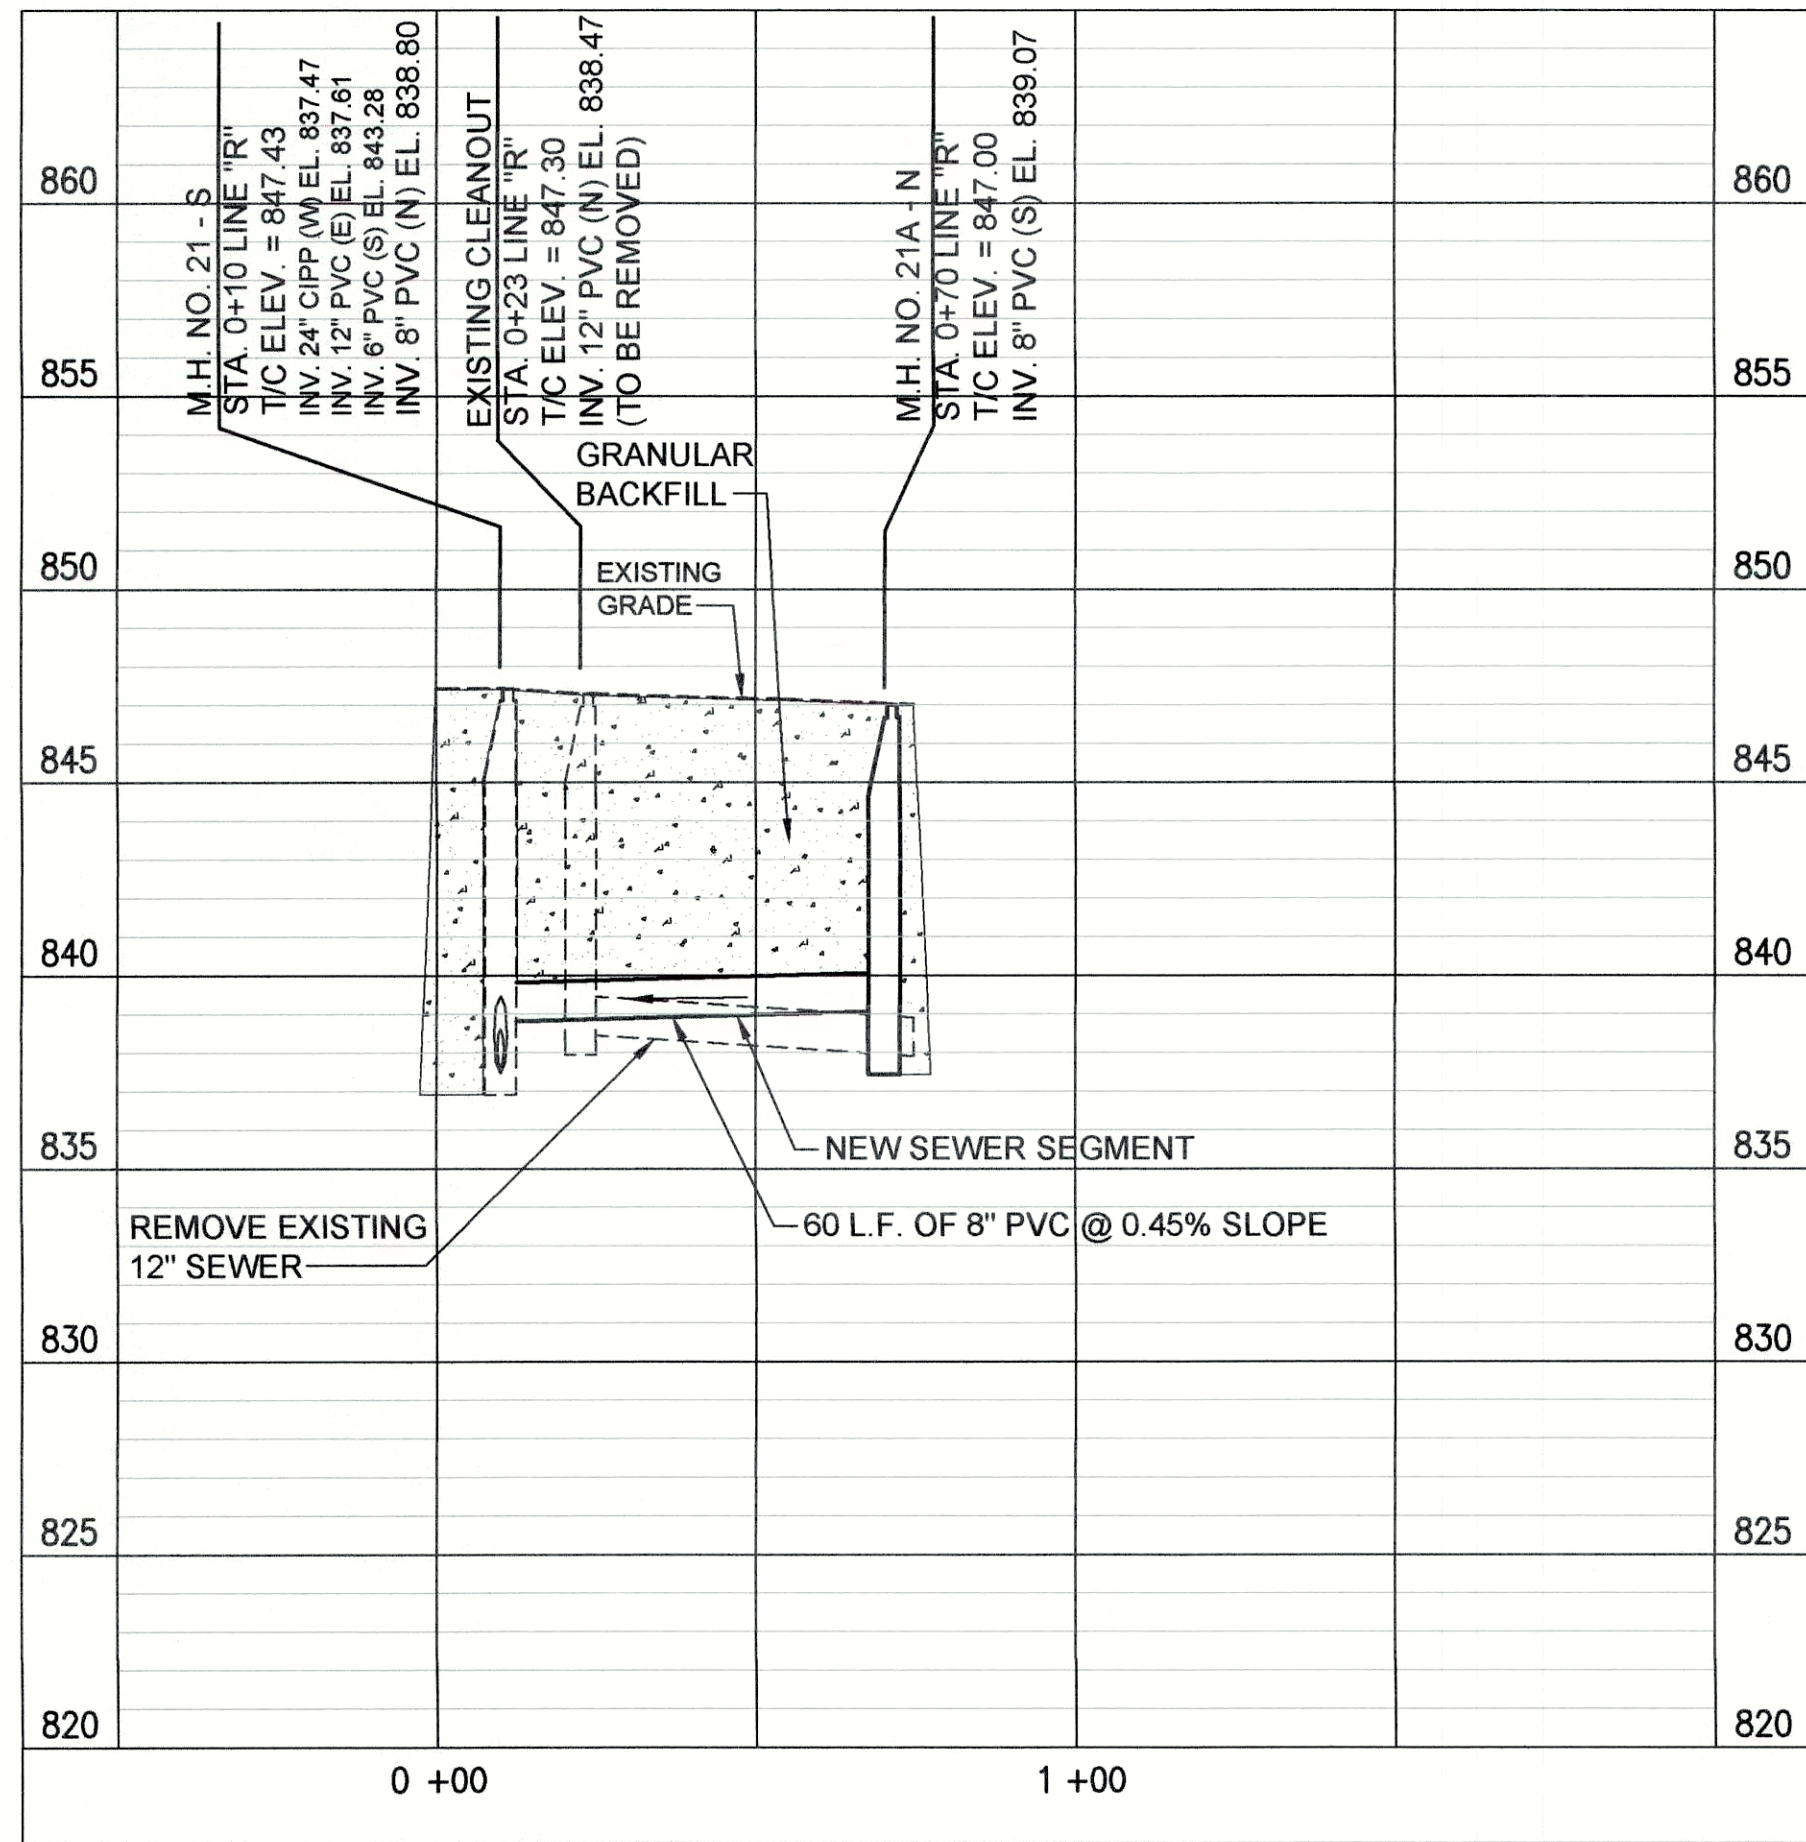 M.H. NO. 21 - S
STA. 0+10 LINE "R"
T/C ELEV. = 847.43
INV. 24" CIPP (W) EL. 837.47
INV. 12" PVC (E) EL. 837.61
INV. 6" PVC (S) EL. 843.28
INV. 8" PVC (N) EL. 838.80
EXISTING CLEANOUT
STA. 0+23 LINE "R"
T/C ELEV. = 847.30
INV. 12" PVC (N) EL. 838.47
(TO BE REMOVED)
M.H. NO. 21A - N
STA. 0+70 LINE "R"
T/C ELEV. = 847.00
INV. 8" PVC (S) EL. 839.07
GRANULAR
BACKFILL
EXISTING
GRADE
NEW SEWER SEGMENT
60 L.F. OF 8" PVC @ 0.45% SLOPE
REMOVE EXISTING
12" SEWER
860
855
850
845
840
835
830
825
820
860
855
850
845
840
835
830
825
820
0 +00
1 +00